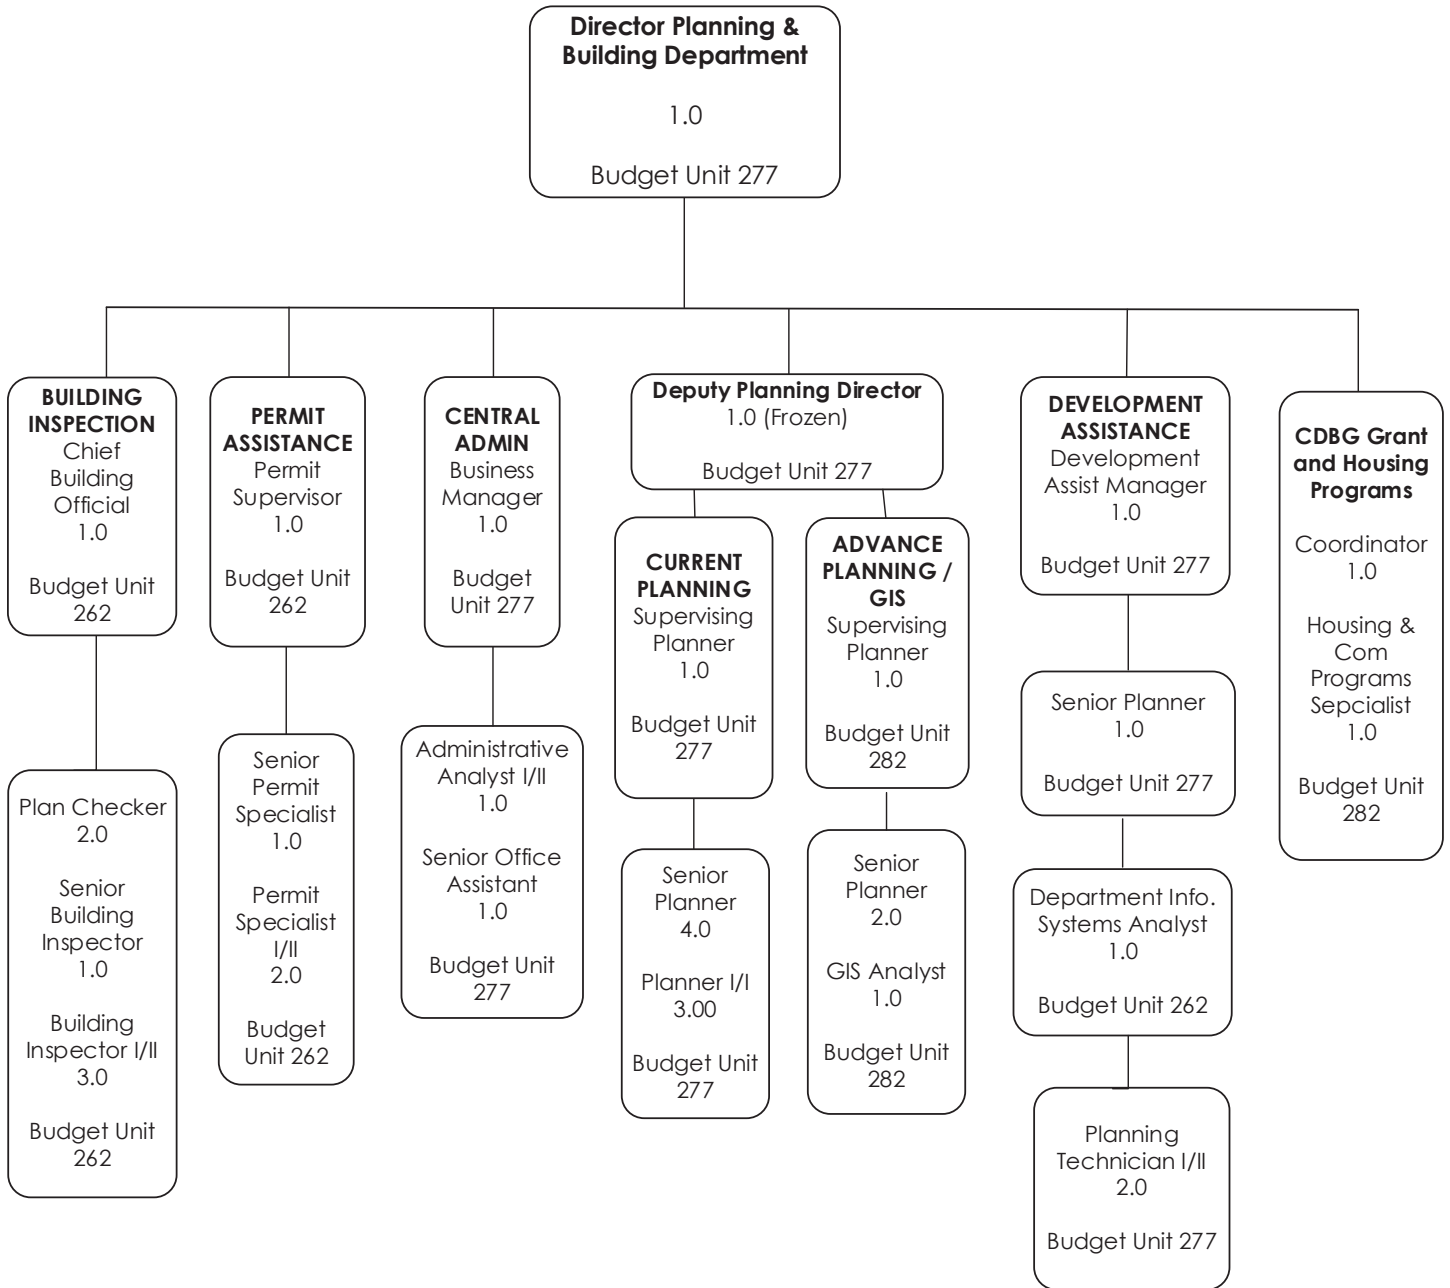 Director Planning &
Building Department
1.0
Budget Unit 277
BUILDING
INSPECTION
Chief
Building
Official
1.0
Budget Unit
262
Plan Checker
2.0
Senior
Building
Inspector
1.0
Building
Inspector I/II
3.0
Budget Unit
262
PERMIT
ASSISTANCE
Permit
Supervisor
1.0
Budget Unit
262
Senior
Permit
Specialist
1.0
Permit
Specialist
I/II
2.0
Budget
Unit 262
CENTRAL
ADMIN
Business
Manager
1.0
Budget
Unit 277
Administrative
Analyst I/II
1.0
Senior Office
Assistant
1.0
Budget Unit
277
Deputy Planning Director
1.0 (Frozen)
Budget Unit 277
CURRENT
PLANNING
Supervising
Planner
1.0
Budget Unit
277
Senior
Planner
4.0
Planner I/I
3.00
Budget Unit
277
ADVANCE
PLANNING /
GIS
Supervising
Planner
1.0
Budget Unit
282
Senior
Planner
2.0
GIS Analyst
1.0
Budget Unit
282
DEVELOPMENT
ASSISTANCE
Development
Assist Manager
1.0
Budget Unit 277
Senior Planner
1.0
Budget Unit 277
Department Info.
Systems Analyst
1.0
Budget Unit 262
Planning
Technician I/II
2.0
Budget Unit 277
CDBG Grant
and Housing
Programs
Coordinator
1.0
Housing &
Com
Programs
Sepcialist
1.0
Budget Unit
282